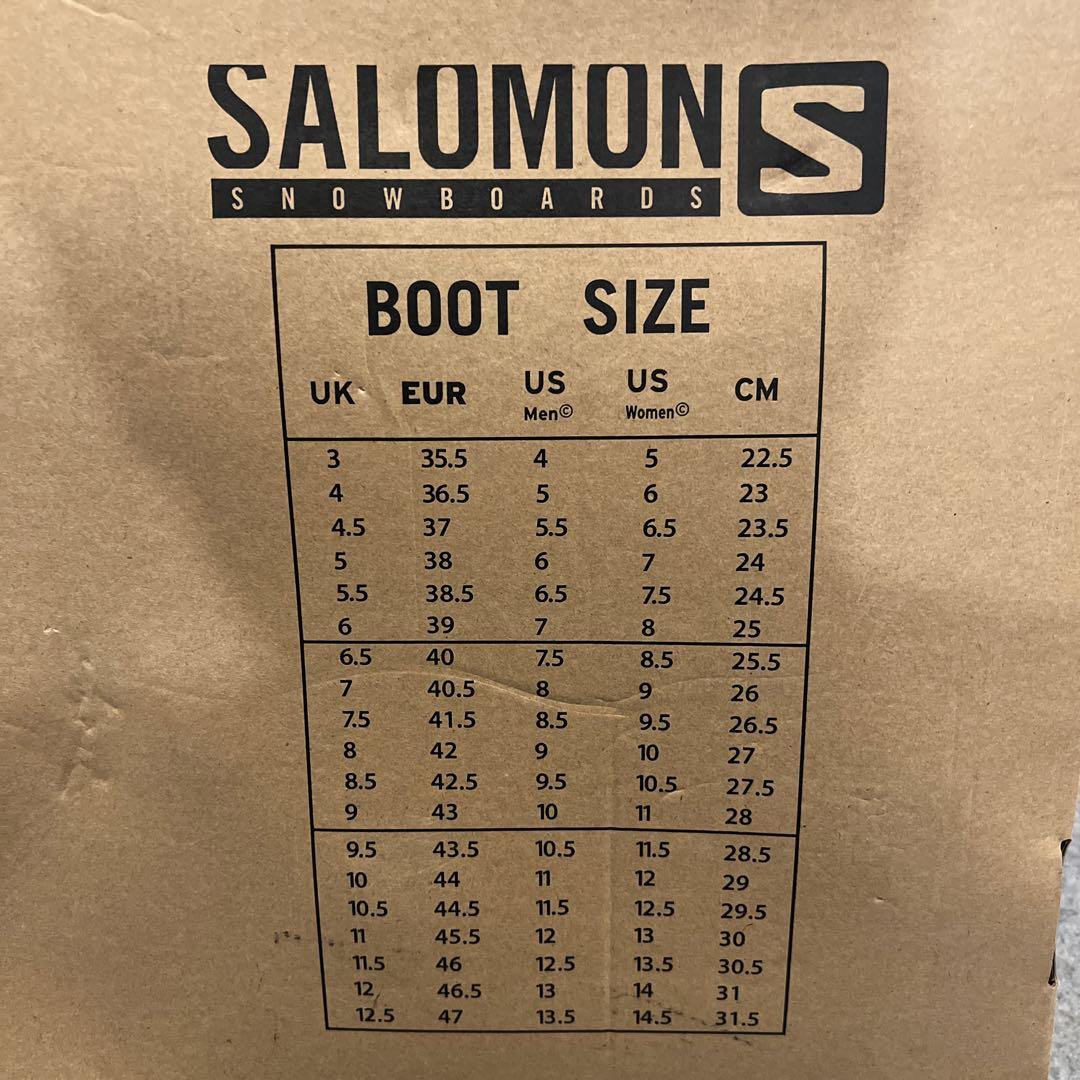 SALOMON S
SNOWBOARDS
BOOT SIZE
UK EUR US Men© US Women© CM
3 35.5 4 5 22.5
4 36.5 5 6 23
4.5 37 5.5 6.5 23.5
5 38 6 7 24
5.5 38.5 6.5 7.5 24.5
6 39 7 8 25
6.5 40 7.5 8.5 25.5
7 40.5 8 9 26
7.5 41.5 8.5 9.5 26.5
8 42 9 10 27
8.5 42.5 9.5 10.5 27.5
9 43 10 11 28
9.5 43.5 10.5 11.5 28.5
10 44 11 12 29
10.5 44.5 11.5 12.5 29.5
11 45.5 12 13 30
11.5 46 12.5 13.5 30.5
12 46.5 13 14 31
12.5 47 13.5 14.5 31.5